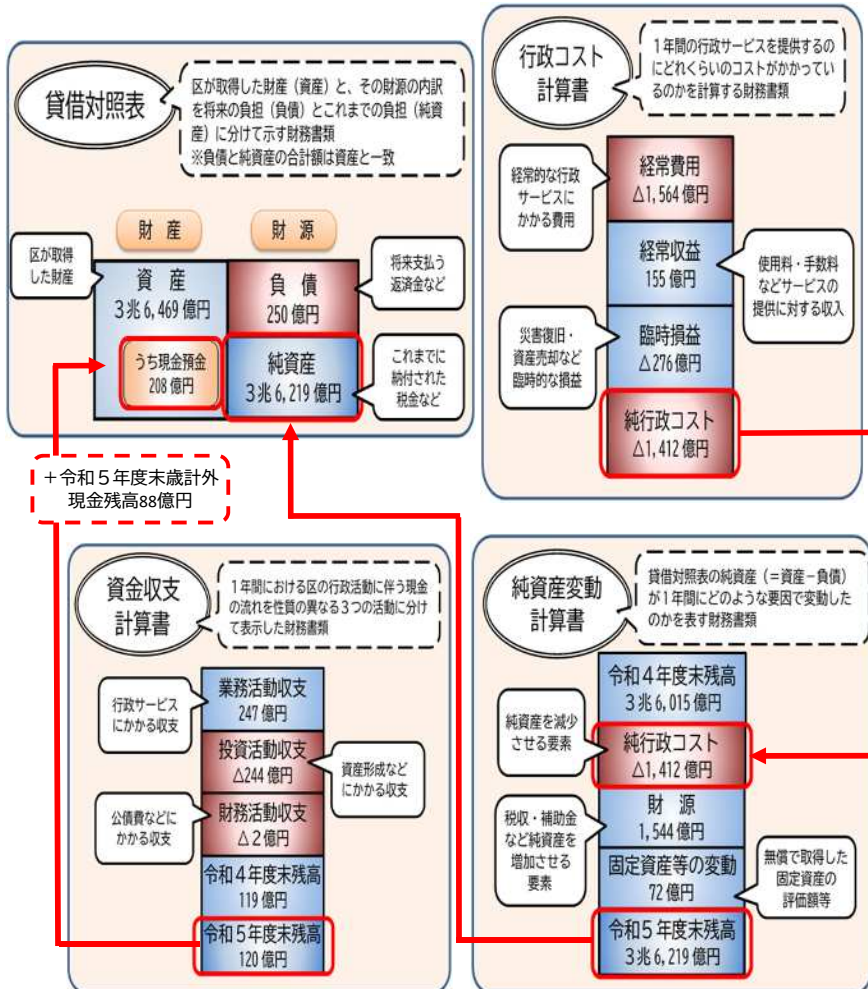 貸借対照表
区が取得した財産（資産）と、その財源の内訳
を将来の負担（負債）とこれまでの負担（純資
産）に分けて示す財務書類
※負債と純資産の合計額は資産と一致
財　産
財　源
区が取得
した財産
資　産
3兆6,469億円
うち現金預金
208億円
負　債
250億円
純資産
3兆6,219億円
将来支払う
返済金など
これまでに
納付された
税金など
行政コスト
計算書
1年間の行政サービスを提供するの
にどれくらいのコストがかかってい
るのかを計算する財務書類
経常的な行政
サービスに
かかる費用
経常費用
△1,564億円
経常収益
155億円
使用料・手数料
などサービスの
提供に対する収入
災害復旧・
資産売却など
臨時的な損益
臨時損益
△276億円
純行政コスト
△1,412億円
＋令和５年度末歳計外
現金残高88億円
資金収支
計算書
1年間における区の行政活動に伴う現金
の流れを性質の異なる3つの活動に分け
て表示した財務書類
行政サービス
にかかる収支
業務活動収支
247億円
投資活動収支
△244億円
資産形成など
にかかる収支
公債費などに
かかる収支
財務活動収支
△2億円
令和4年度末残高
119億円
令和5年度末残高
120億円
純資産変動
計算書
貸借対照表の純資産（＝資産－負債）
が1年間にどのような要因で変動した
のかを表す財務書類
令和4年度末残高
3兆6,015億円
純資産を減少
させる要素
純行政コスト
△1,412億円
税収・補助金
など純資産を
増加させる
要素
財　源
1,544億円
固定資産等の変動
72億円
無償で取得した
固定資産の
評価額等
令和5年度末残高
3兆6,219億円